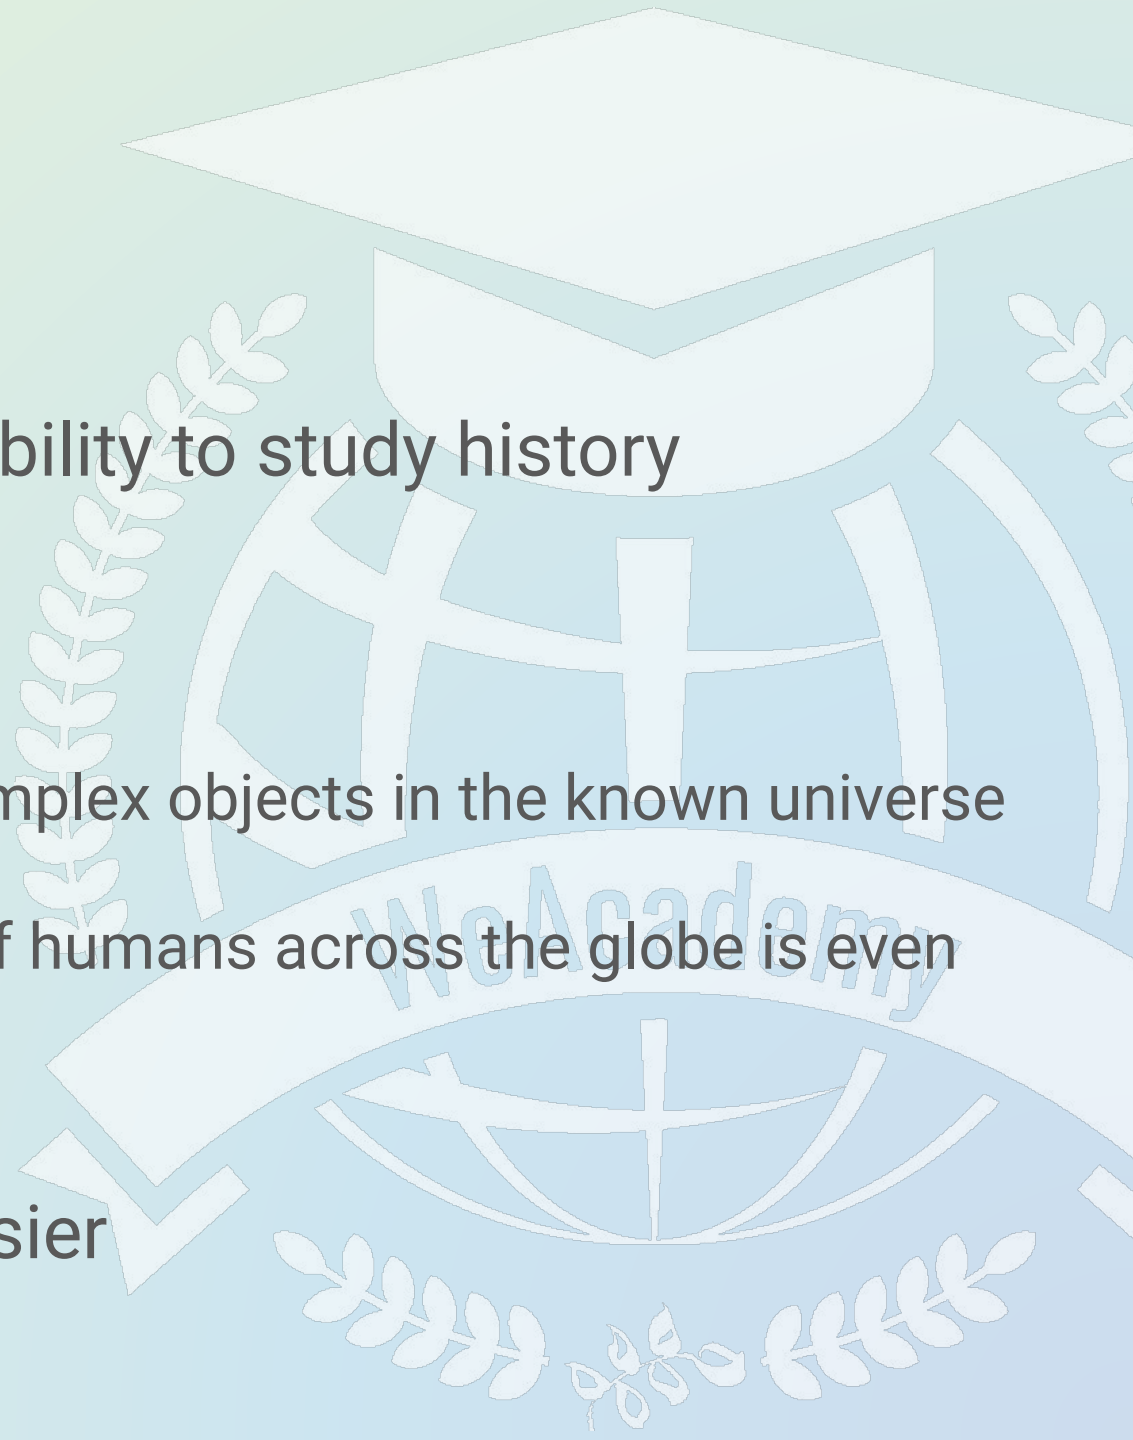 bility to study history
mplex objects in the known universe
WeAcademy
f humans across the globe is even
sier